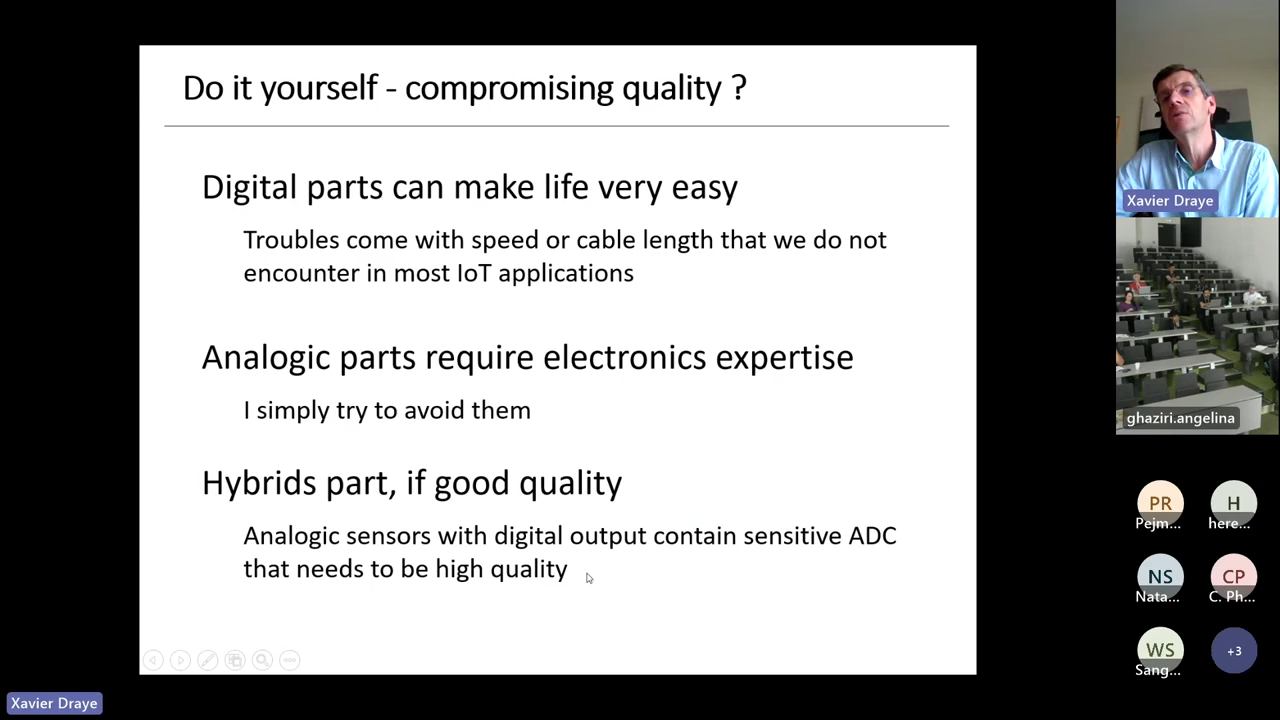 Do it yourself - compromising quality ?
Digital parts can make life very easy
Troubles come with speed or cable length that we do not
encounter in most IoT applications
Analogic parts require electronics expertise
I simply try to avoid them
Hybrids part, if good quality
Analogic sensors with digital output contain sensitive ADC
that needs to be high quality
Xavier Draye
ghaziri.angelina
PR
Pejm...
H
here...
NS
Nata...
CP
C. Ph...
WS
Sang...
+3
Xavier Draye